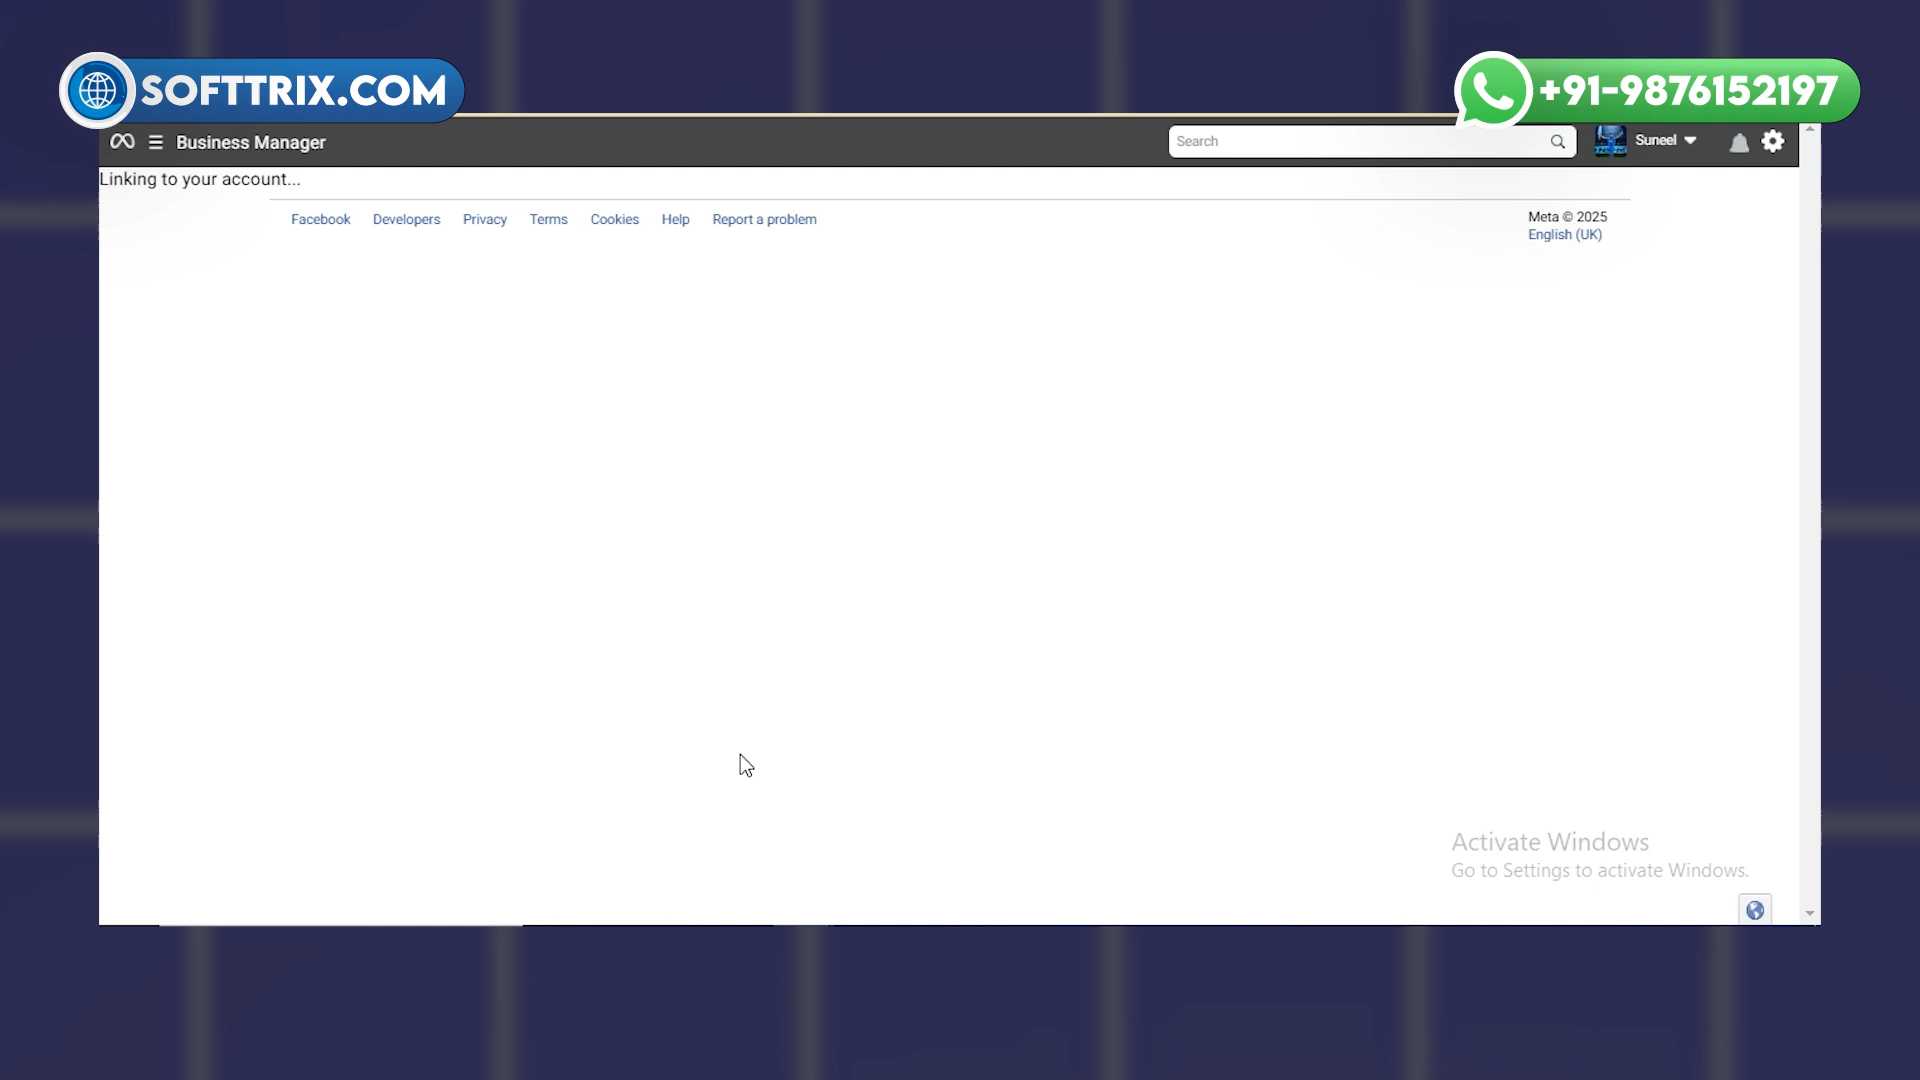 SOFTTRIX.COM
+91-9876152197
Business Manager
Search
Suneel
Linking to your account...
Facebook Developers Privacy Terms Cookies Help Report a problem
Meta © 2025
English (UK)
Activate Windows
Go to Settings to activate Windows.